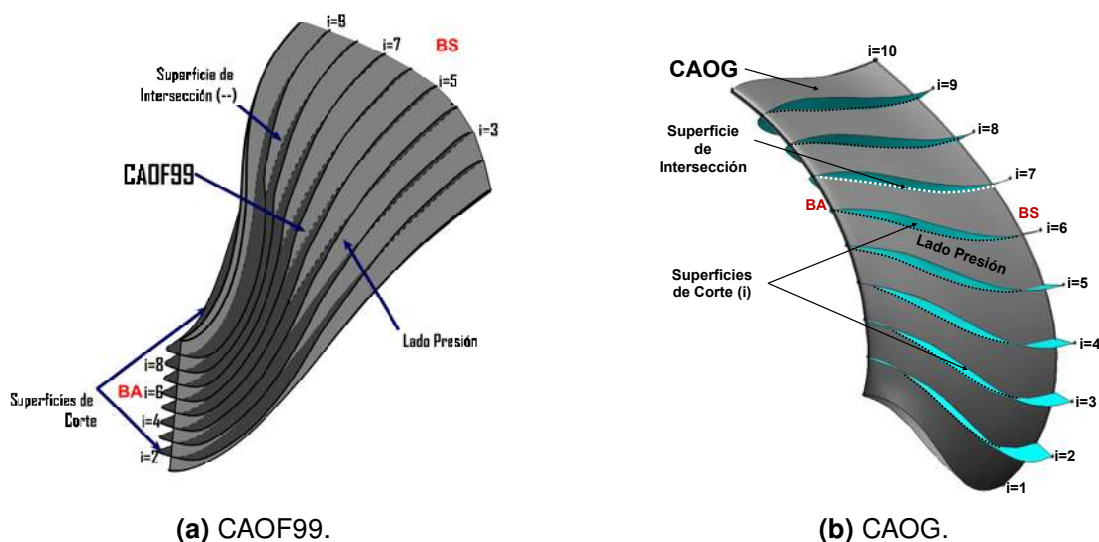 i=9
i=7
BS
i=5
i=3
Superficie de
Intersección (--)
CAOF99
Lado Presión
i=8
BA i=6
i=4
i=2
Superficies de
Corte
(a) CAOF99.
i=10
CAOG
i=9
Superficie
de
Intersección
i=8
i=7
BA
BS
i=6
Lado Presión
Superficies
de Corte (i)
i=5
i=4
i=3
i=2
i=1
(b) CAOG.